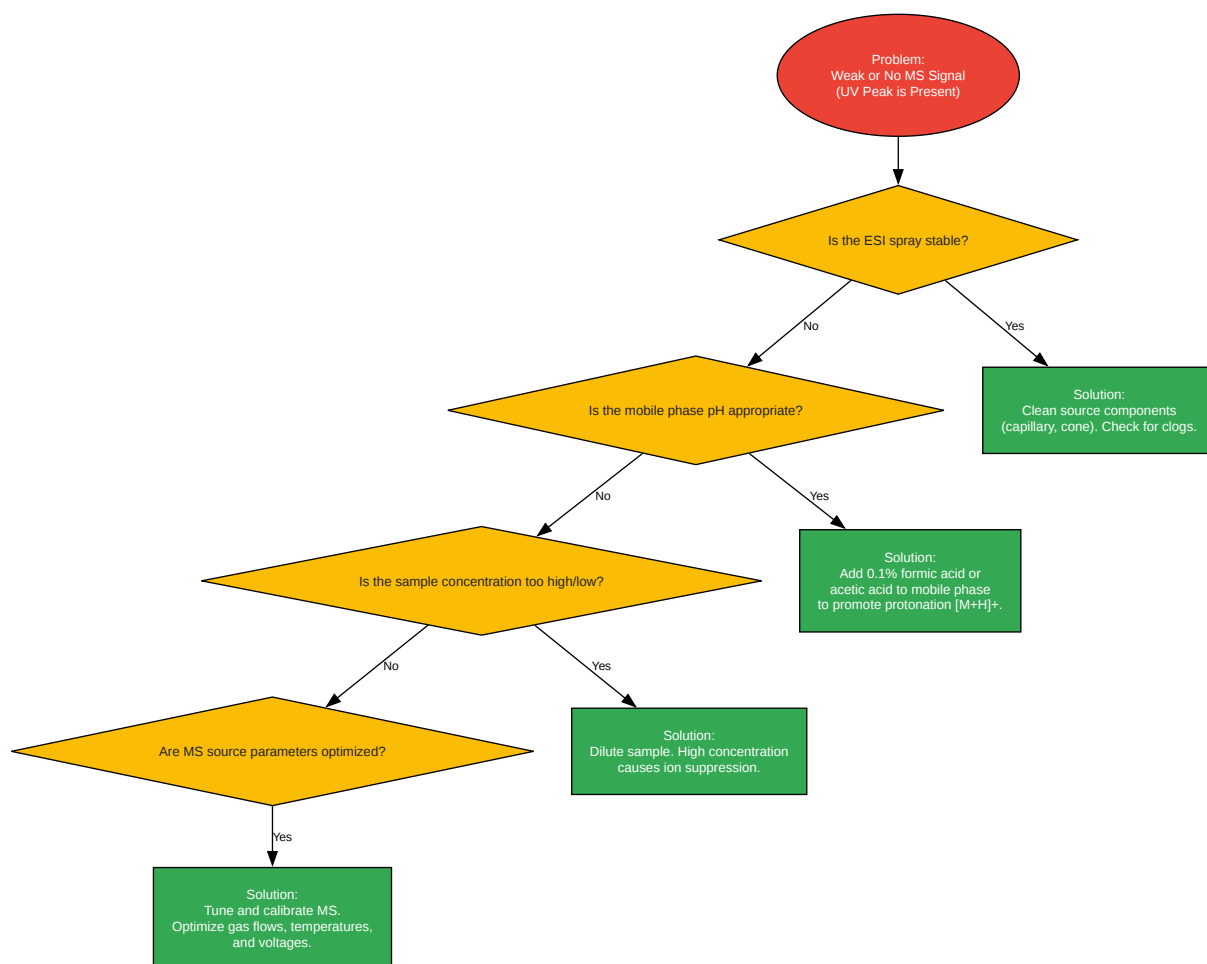 Problem:
Weak or No MS Signal
(UV Peak is Present)
Is the ESI spray stable?
No
Yes
Is the mobile phase pH appropriate?
Solution:
Clean source components
(capillary, cone). Check for clogs.
No
Yes
Is the sample concentration too high/low?
Solution:
Add 0.1% formic acid or
acetic acid to mobile phase
to promote protonation [M+H]+.
No
Yes
Are MS source parameters optimized?
Solution:
Dilute sample. High concentration
causes ion suppression.
Yes
Solution:
Tune and calibrate MS.
Optimize gas flows, temperatures,
and voltages.